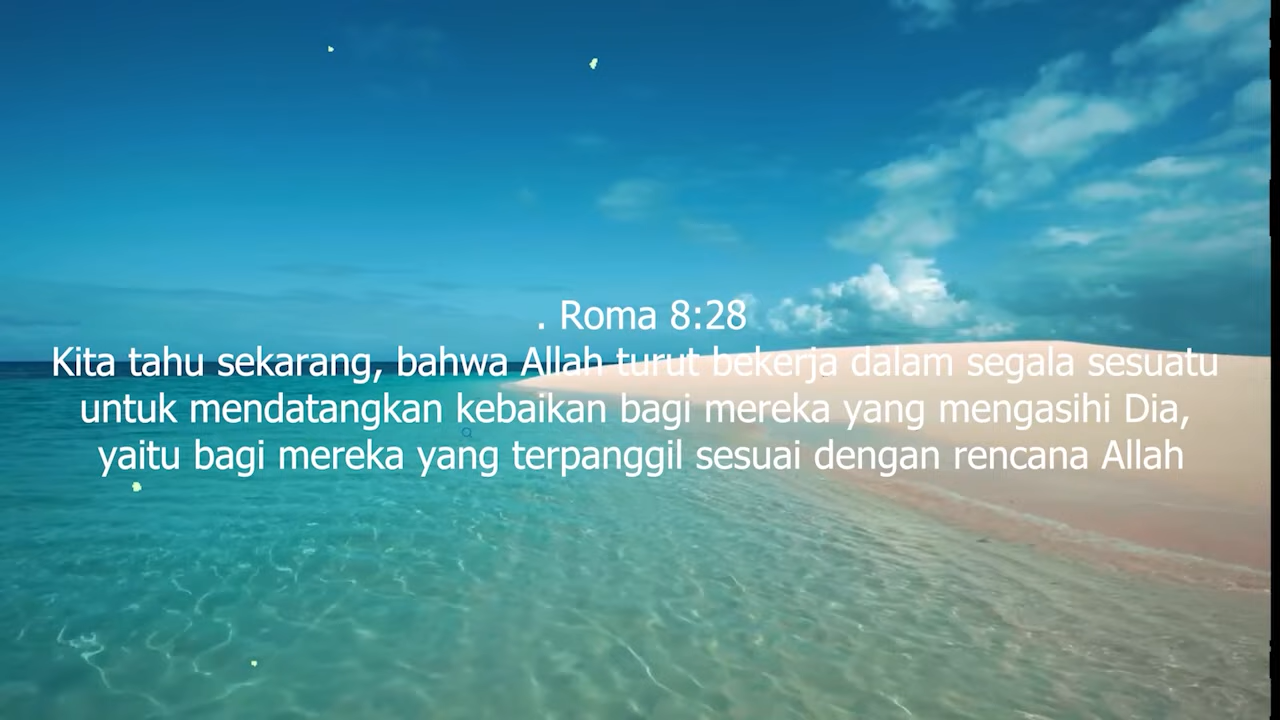 . Roma 8:28
Kita tahu sekarang, bahwa Allah turut bekerja dalam segala sesuatu
untuk mendatangkan kebaikan bagi mereka yang mengasihi Dia,
yaitu bagi mereka yang terpanggil sesuai dengan rencana Allah